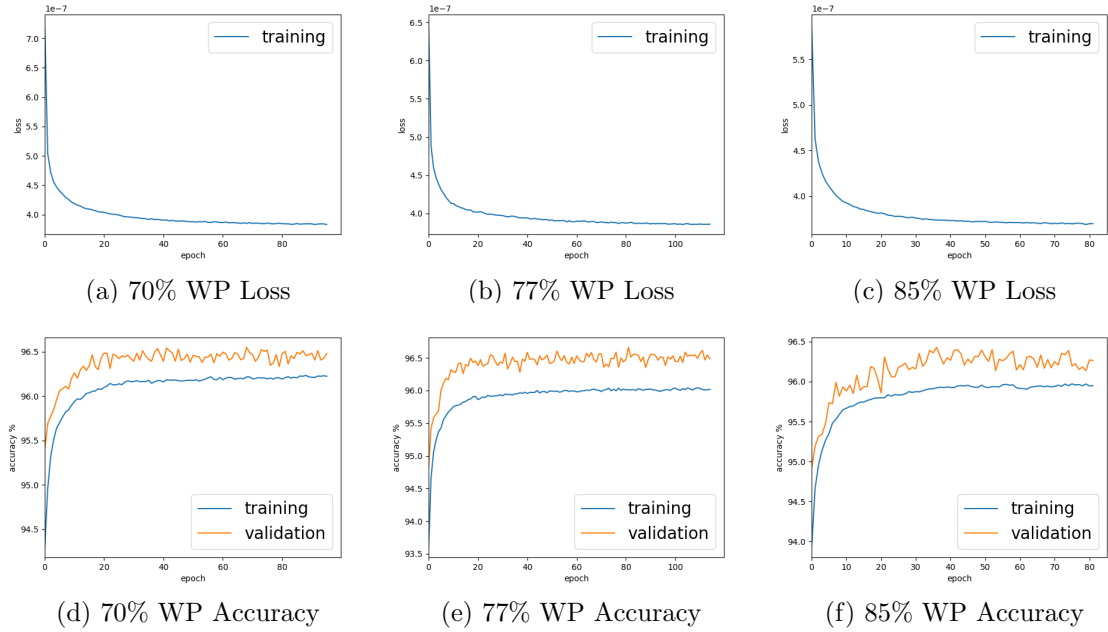 1e−7
7.0
6.5
6.0
5.5
5.0
4.5
4.0
loss
training
0 20 40 60 80
epoch
(a) 70% WP Loss
1e−7
6.5
6.0
5.5
5.0
4.5
4.0
loss
training
0 20 40 60 80 100
epoch
(b) 77% WP Loss
1e−7
5.5
5.0
4.5
4.0
loss
training
0 10 20 30 40 50 60 70 80
epoch
(c) 85% WP Loss
96.5
96.0
95.5
95.0
94.5
accuracy %
training
validation
0 20 40 60 80
epoch
(d) 70% WP Accuracy
96.5
96.0
95.5
95.0
94.5
94.0
93.5
accuracy %
training
validation
0 20 40 60 80 100
epoch
(e) 77% WP Accuracy
96.5
96.0
95.5
95.0
94.5
94.0
accuracy %
training
validation
0 10 20 30 40 50 60 70 80
epoch
(f) 85% WP Accuracy